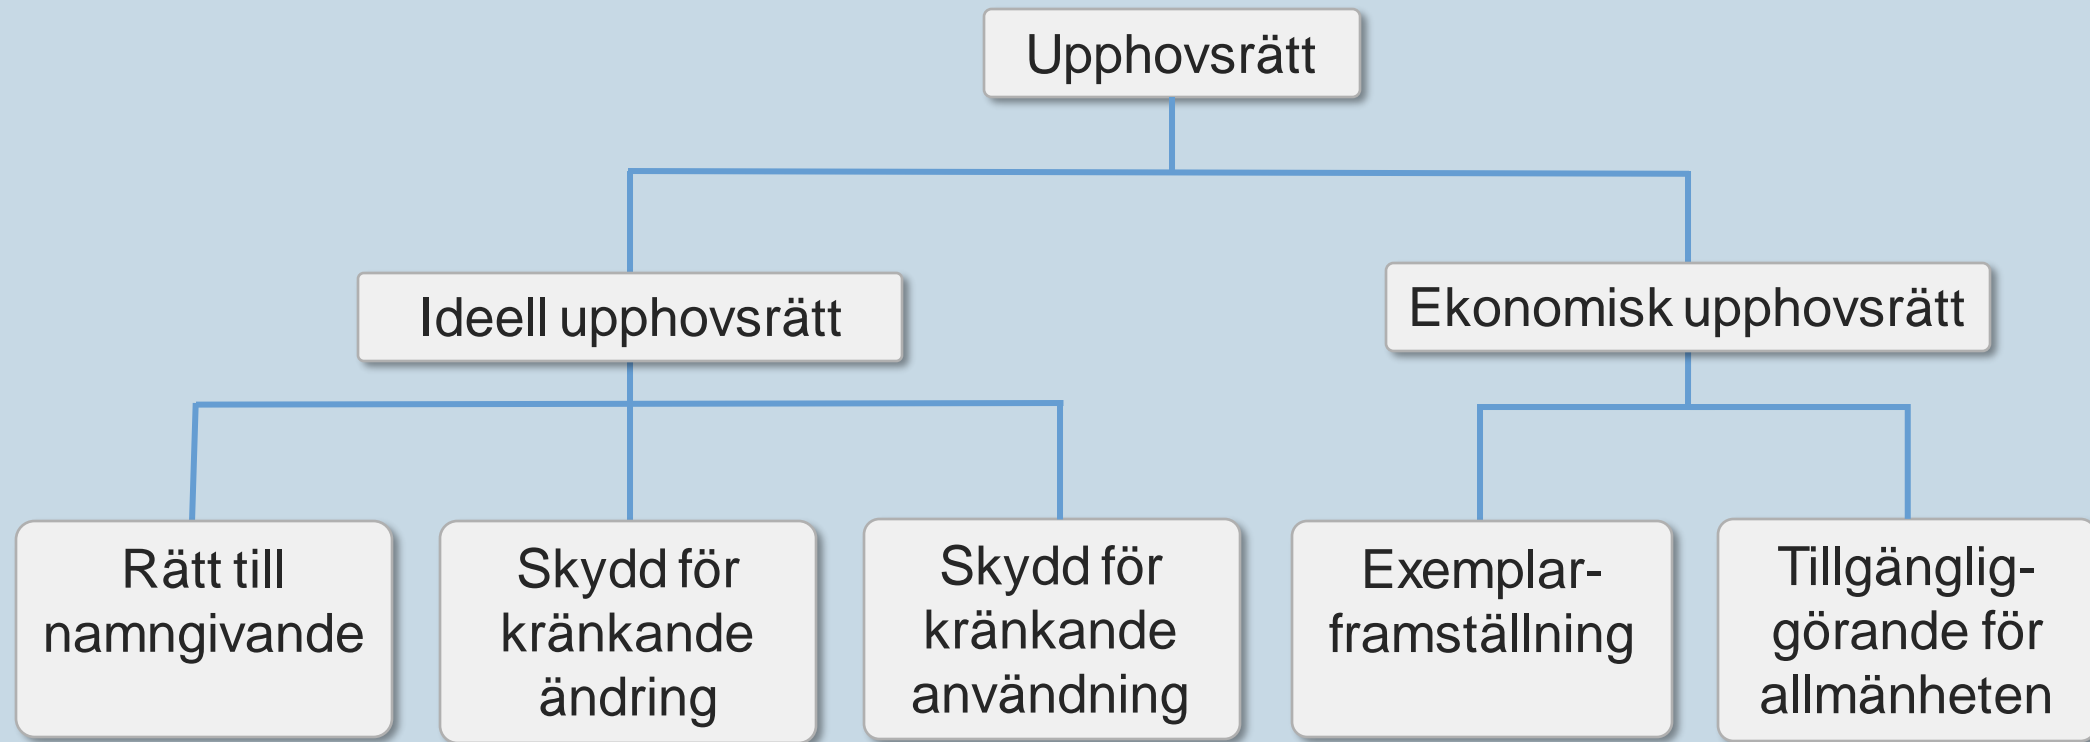 Upphovsrätt
Ideell upphovsrätt
Ekonomisk upphovsrätt
Rätt till
namngivande
Skydd för
kränkande
ändring
Skydd för
kränkande
användning
Exemplar-
framställning
Tillgänglig-
görande för
allmänheten